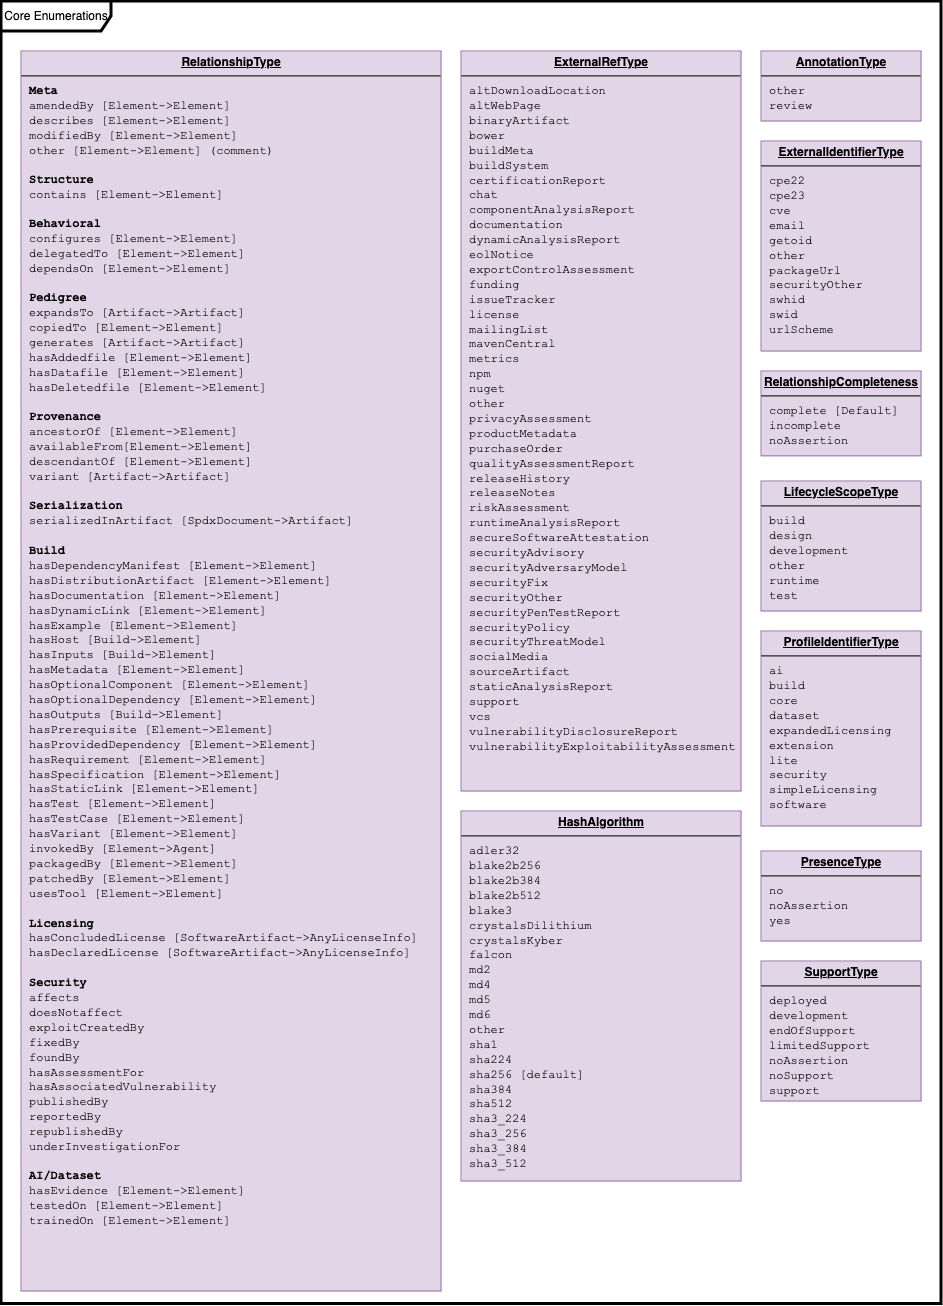 Core Enumerations
RelationshipType
Meta
amendedBy [Element->Element]
describes [Element->Element]
modifiedBy [Element->Element]
other [Element->Element] (comment)
Structure
contains [Element->Element]
Behavioral
configures [Element->Element]
delegatedTo [Element->Element]
dependsOn [Element->Element]
Pedigree
expandsTo [Artifact->Artifact]
copiedTo [Element->Element]
generates [Artifact->Artifact]
hasAddedfile [Element->Element]
hasDatafile [Element->Element]
hasDeletedfile [Element->Element]
Provenance
ancestorOf [Element->Element]
availableFrom[Element->Element]
descendantOf [Element->Element]
variant [Artifact->Artifact]
Serialization
serializedInArtifact [SpdxDocument->Artifact]
Build
hasDependencyManifest [Element->Element]
hasDistributionArtifact [Element->Element]
hasDocumentation [Element->Element]
hasDynamicLink [Element->Element]
hasExample [Element->Element]
hasHost [Build->Element]
hasInputs [Build->Element]
hasMetadata [Element->Element]
hasOptionalComponent [Element->Element]
hasOptionalDependency [Element->Element]
hasOutputs [Build->Element]
hasPrerequisite [Element->Element]
hasProvidedDependency [Element->Element]
hasRequirement [Element->Element]
hasSpecification [Element->Element]
hasStaticLink [Element->Element]
hasTest [Element->Element]
hasTestCase [Element->Element]
hasVariant [Element->Element]
invokedBy [Element->Agent]
packagedBy [Element->Element]
patchedBy [Element->Element]
usesTool [Element->Element]
Licensing
hasConcludedLicense [SoftwareArtifact->AnyLicenseInfo]
hasDeclaredLicense [SoftwareArtifact->AnyLicenseInfo]
Security
affects
doesNotaffect
exploitCreatedBy
fixedBy
foundBy
hasAssessmentFor
hasAssociatedVulnerability
publishedBy
reportedBy
republishedBy
underInvestigationFor
AI/Dataset
hasEvidence [Element->Element]
testedOn [Element->Element]
trainedOn [Element->Element]
ExternalRefType
altDownloadLocation
altWebPage
binaryArtifact
bower
buildMeta
buildSystem
certificationReport
chat
componentAnalysisReport
documentation
dynamicAnalysisReport
eolNotice
exportControlAssessment
funding
issueTracker
license
mailingList
mavenCentral
metrics
npm
nuget
other
privacyAssessment
productMetadata
purchaseOrder
qualityAssessmentReport
releaseHistory
releaseNotes
riskAssessment
runtimeAnalysisReport
secureSoftwareAttestation
securityAdvisory
securityAdversaryModel
securityFix
securityOther
securityPenTestReport
securityPolicy
securityThreatModel
socialMedia
sourceArtifact
staticAnalysisReport
support
vcs
vulnerabilityDisclosureReport
vulnerabilityExploitabilityAssessment
HashAlgorithm
adler32
blake2b256
blake2b384
blake2b512
blake3
crystalsDilithium
crystalsKyber
falcon
md2
md4
md5
md6
other
sha1
sha224
sha256 [default]
sha384
sha512
sha3_224
sha3_256
sha3_384
sha3_512
AnnotationType
other
review
ExternalIdentifierType
cpe22
cpe23
cve
email
getoid
other
packageUrl
securityOther
swhid
swid
urlScheme
RelationshipCompleteness
complete [Default]
incomplete
noAssertion
LifecycleScopeType
build
design
development
other
runtime
test
ProfileIdentifierType
ai
build
core
dataset
expandedLicensing
extension
lite
security
simpleLicensing
software
PresenceType
no
noAssertion
yes
SupportType
deployed
development
endOfSupport
limitedSupport
noAssertion
noSupport
support